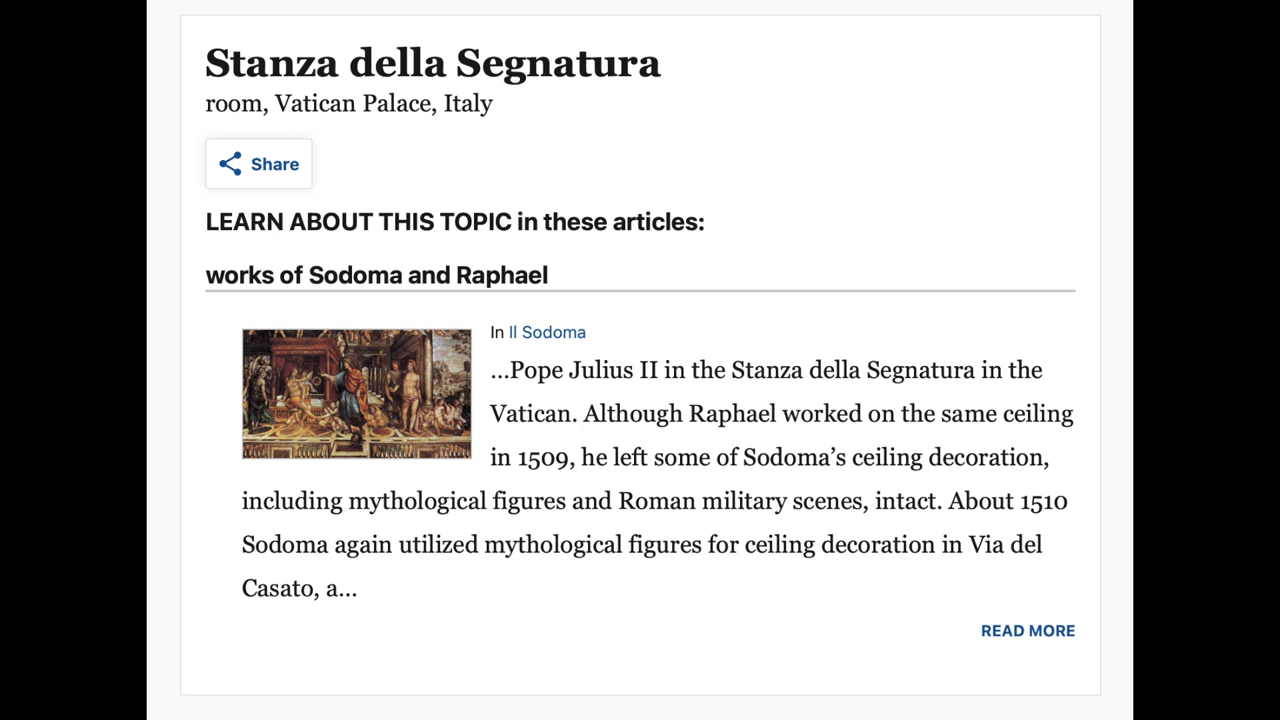 Stanza della Segnatura
room, Vatican Palace, Italy
Share
LEARN ABOUT THIS TOPIC in these articles:
works of Sodoma and Raphael
In Il Sodoma
…Pope Julius II in the Stanza della Segnatura in the
Vatican. Although Raphael worked on the same ceiling
in 1509, he left some of Sodoma’s ceiling decoration,
including mythological figures and Roman military scenes, intact. About 1510
Sodoma again utilized mythological figures for ceiling decoration in Via del
Casato, a…
READ MORE